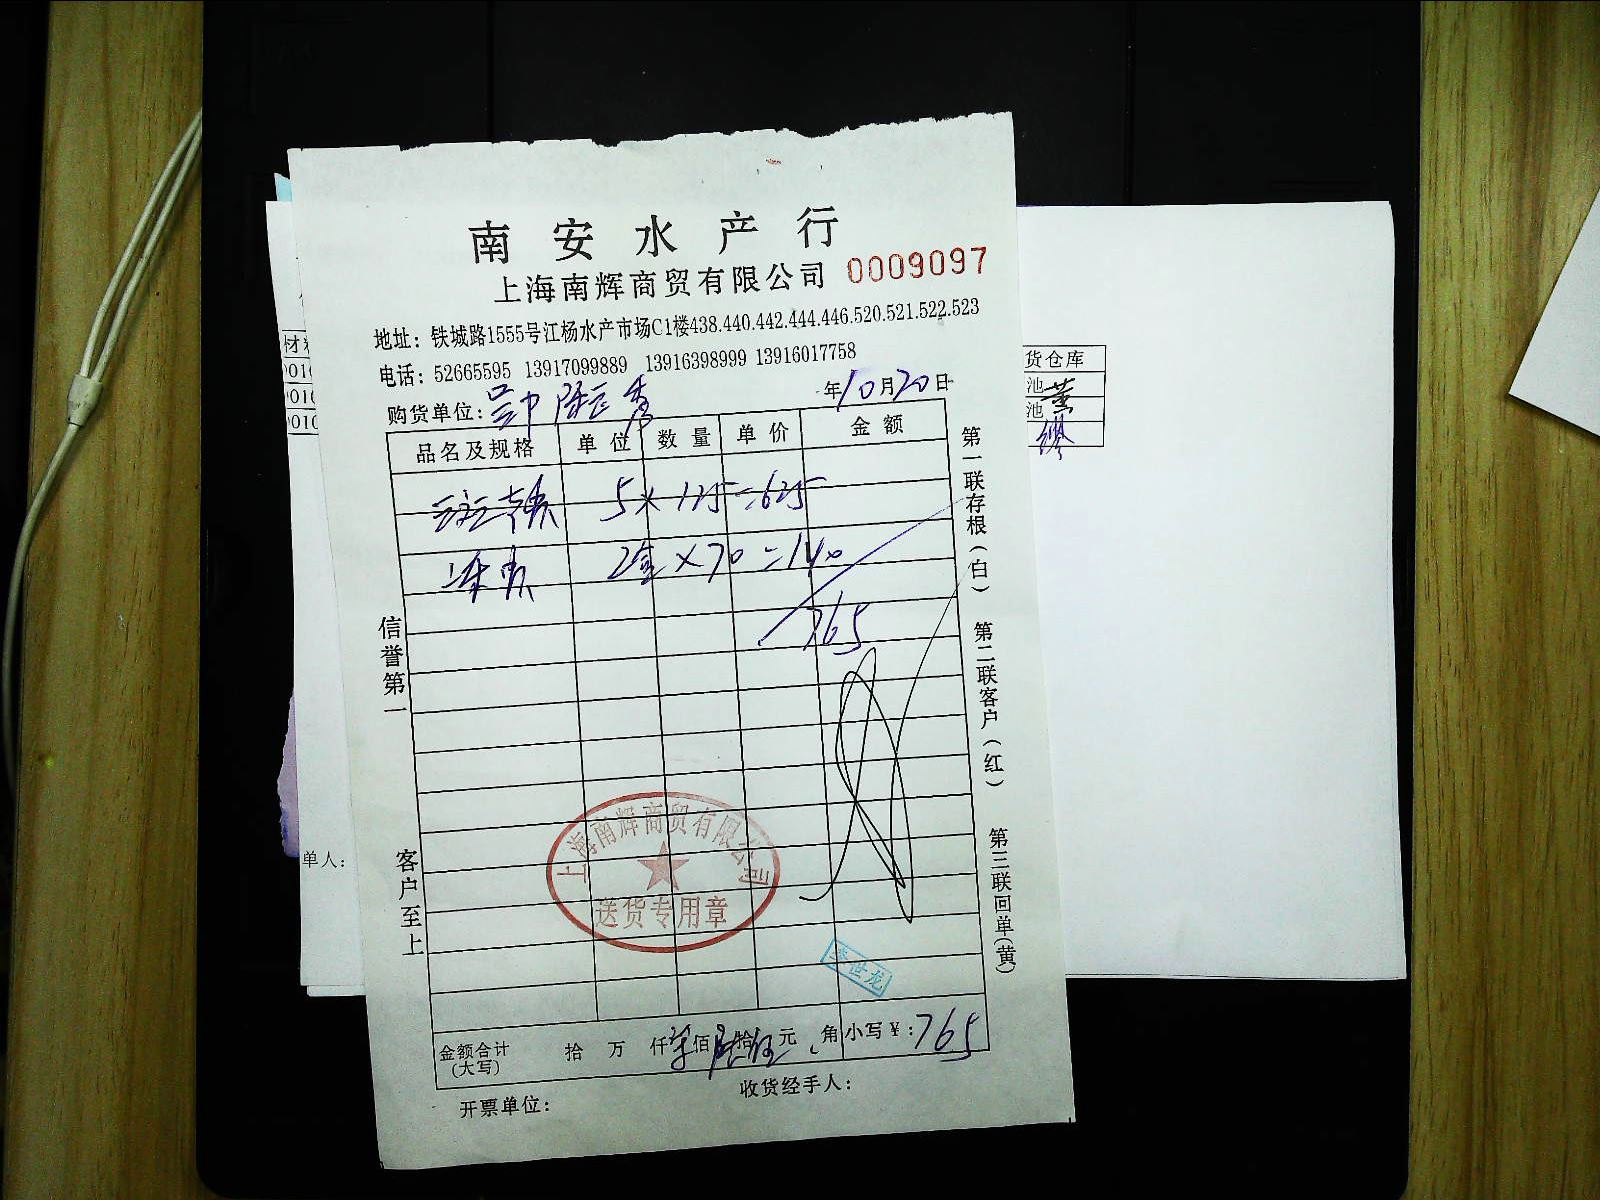 南安水产行
上海南辉商贸有限公司 0009097
地址：铁城路1555号江杨水产市场C1楼438.440.442.444.446.520.521.522.523
电话：52665595 13917099889 13916398999 13916017758
购货单位： 年10月20日
品名及规格 单位 数量 单价 金额
5×125=625
2盒×70=140
765
金额合计(大写) 拾 万 仟 柒佰 陆拾 伍元 角 小写¥：765
开票单位： 收货经手人：
信誉第一
客户至上
第一联存根(白) 第二联客户(红) 第三联回单(黄)
上海南辉商贸有限公司
送货专用章
李世龙
货仓库
池
池
单人：